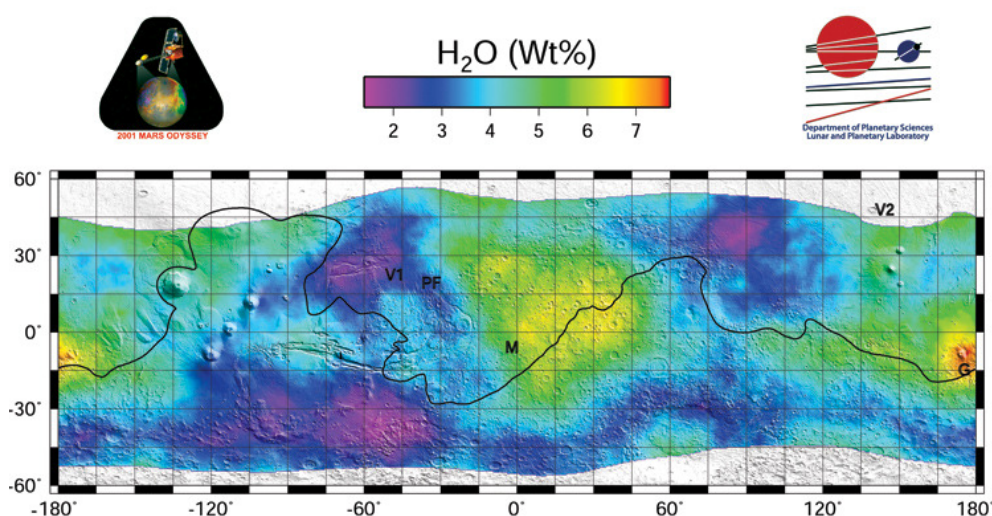 2001 MARS ODYSSEY
H₂O (Wt%)
2 3 4 5 6 7
Department of Planetary Sciences
Lunar and Planetary Laboratory
60°
30°
0°
-30°
-60°
V2
V1
PF
M
G
-180° -120° -60° 0° 60° 120° 180°